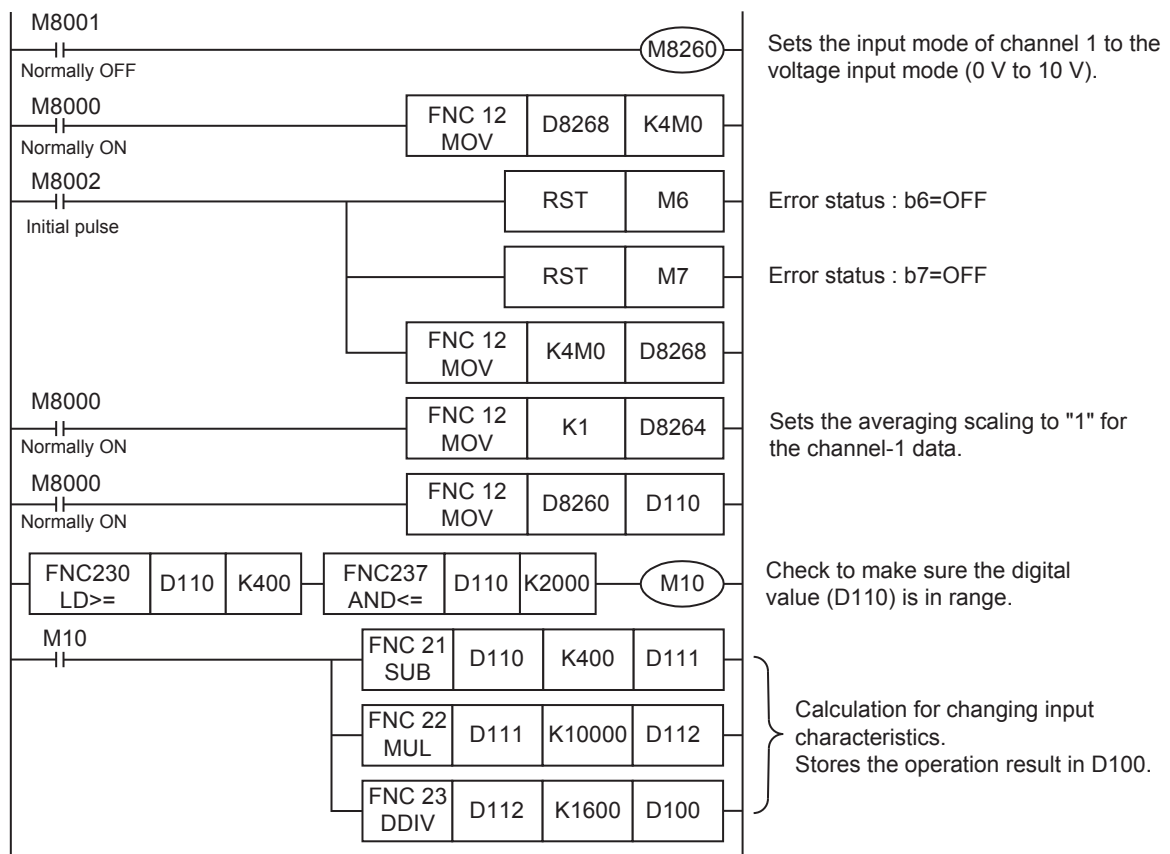 M8001
M8260
Normally OFF
Sets the input mode of channel 1 to the
voltage input mode (0 V to 10 V).
M8000
FNC 12
MOV
D8268
K4M0
Normally ON
M8002
Initial pulse
RST
M6
Error status : b6=OFF
RST
M7
Error status : b7=OFF
FNC 12
MOV
K4M0
D8268
M8000
Normally ON
FNC 12
MOV
K1
D8264
Sets the averaging scaling to "1" for
the channel-1 data.
M8000
Normally ON
FNC 12
MOV
D8260
D110
FNC230
LD>=
D110
K400
FNC237
AND<=
D110
K2000
M10
Check to make sure the digital
value (D110) is in range.
M10
FNC 21
SUB
D110
K400
D111
FNC 22
MUL
D111
K10000
D112
FNC 23
DDIV
D112
K1600
D100
Calculation for changing input
characteristics.
Stores the operation result in D100.